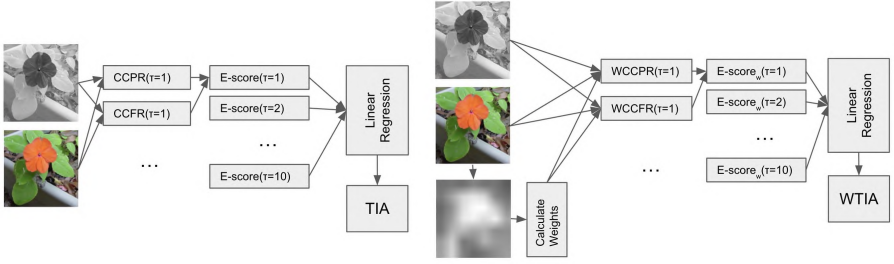 CCPR(τ=1)
E-score(τ=1)
CCFR(τ=1)
E-score(τ=2)
...
...
E-score(τ=10)
Linear
Regression
TIA
WCCPR(τ=1)
E-score_w(τ=1)
WCCFR(τ=1)
E-score_w(τ=2)
...
...
E-score_w(τ=10)
Calculate
Weights
Linear
Regression
WTIA